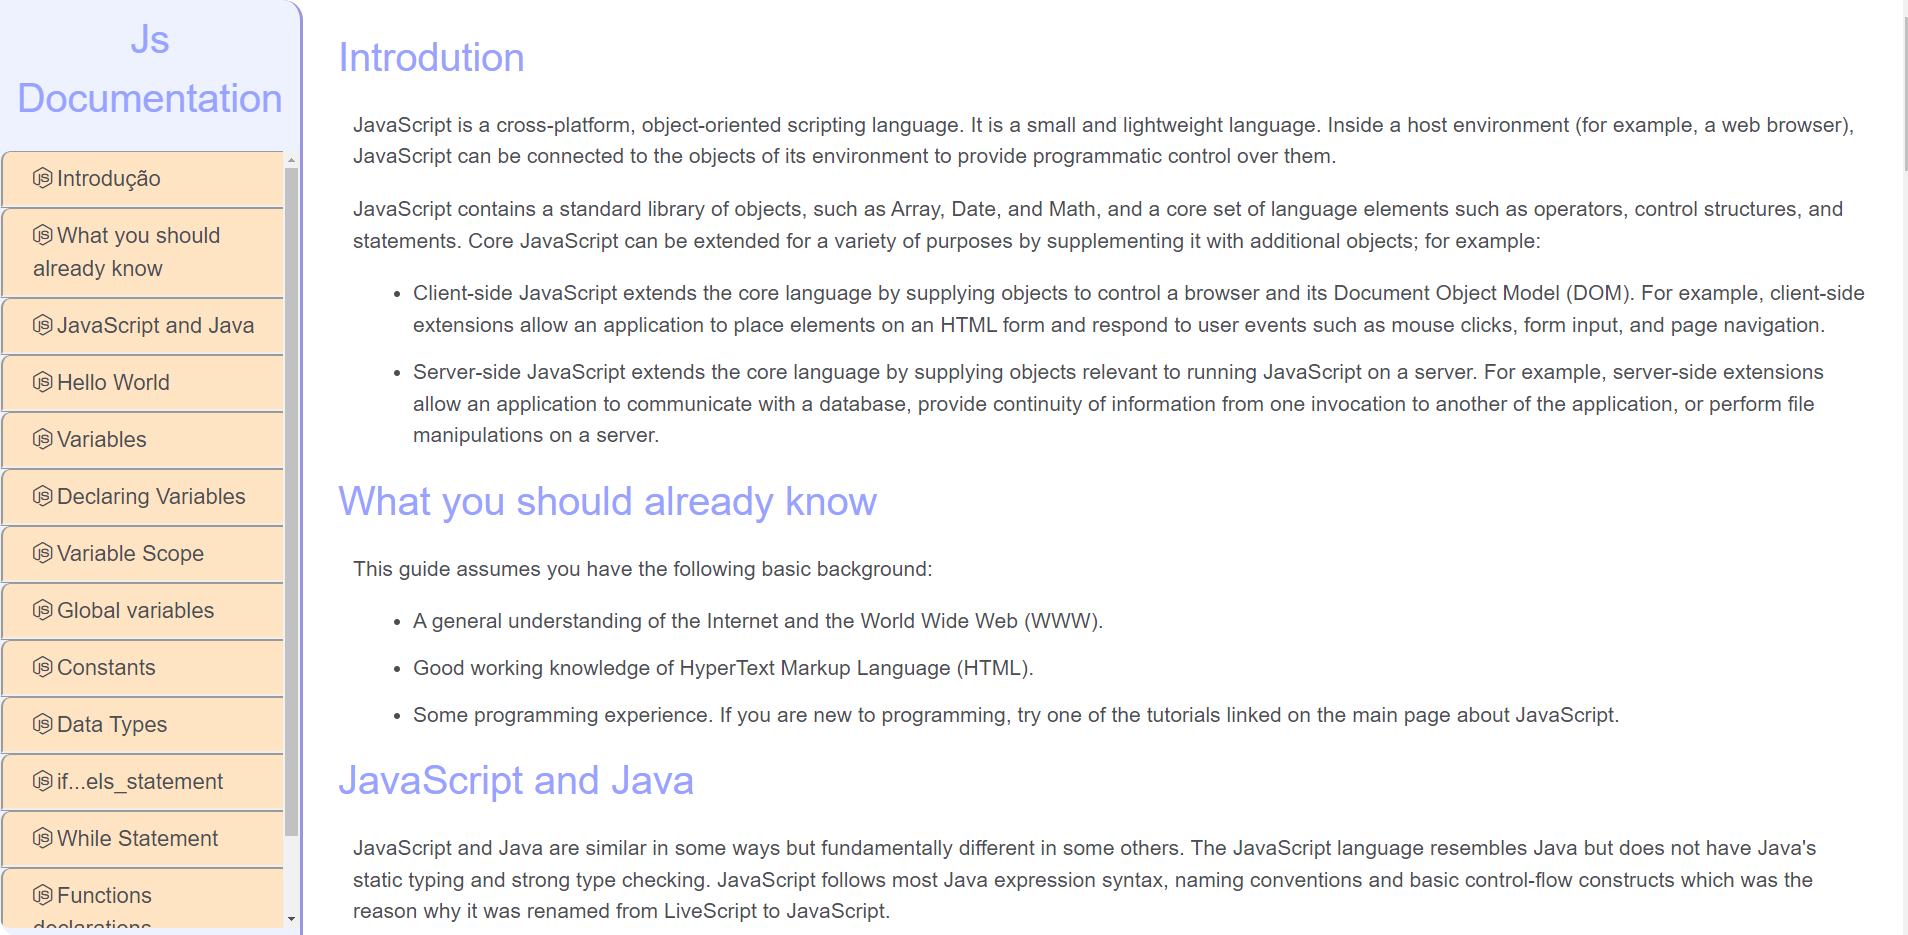 Js
Documentation
Introdução
What you should
already know
JavaScript and Java
Hello World
Variables
Declaring Variables
Variable Scope
Global variables
Constants
Data Types
if...els_statement
While Statement
Functions
declarations
Introdution
JavaScript is a cross-platform, object-oriented scripting language. It is a small and lightweight language. Inside a host environment (for example, a web browser),
JavaScript can be connected to the objects of its environment to provide programmatic control over them.
JavaScript contains a standard library of objects, such as Array, Date, and Math, and a core set of language elements such as operators, control structures, and
statements. Core JavaScript can be extended for a variety of purposes by supplementing it with additional objects; for example:
• Client-side JavaScript extends the core language by supplying objects to control a browser and its Document Object Model (DOM). For example, client-side
extensions allow an application to place elements on an HTML form and respond to user events such as mouse clicks, form input, and page navigation.
• Server-side JavaScript extends the core language by supplying objects relevant to running JavaScript on a server. For example, server-side extensions
allow an application to communicate with a database, provide continuity of information from one invocation to another of the application, or perform file
manipulations on a server.
What you should already know
This guide assumes you have the following basic background:
• A general understanding of the Internet and the World Wide Web (WWW).
• Good working knowledge of HyperText Markup Language (HTML).
• Some programming experience. If you are new to programming, try one of the tutorials linked on the main page about JavaScript.
JavaScript and Java
JavaScript and Java are similar in some ways but fundamentally different in some others. The JavaScript language resembles Java but does not have Java's
static typing and strong type checking. JavaScript follows most Java expression syntax, naming conventions and basic control-flow constructs which was the
reason why it was renamed from LiveScript to JavaScript.